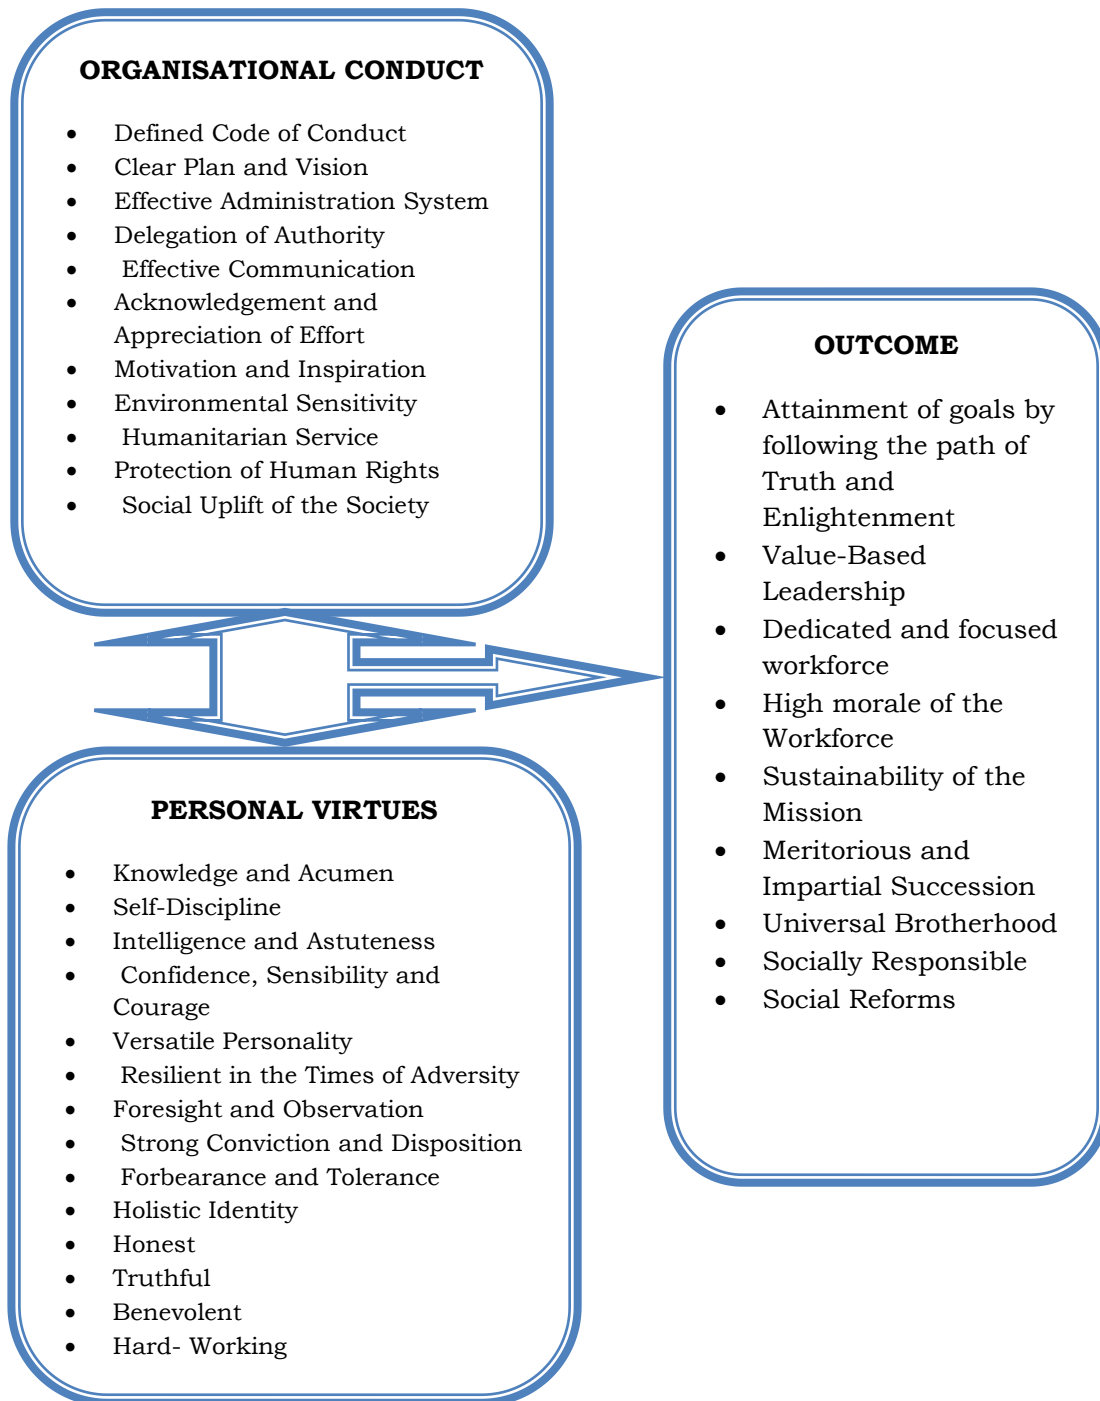 ORGANISATIONAL CONDUCT
• Defined Code of Conduct
• Clear Plan and Vision
• Effective Administration System
• Delegation of Authority
• Effective Communication
• Acknowledgement and
Appreciation of Effort
• Motivation and Inspiration
• Environmental Sensitivity
• Humanitarian Service
• Protection of Human Rights
• Social Uplift of the Society
PERSONAL VIRTUES
• Knowledge and Acumen
• Self-Discipline
• Intelligence and Astuteness
• Confidence, Sensibility and
Courage
• Versatile Personality
• Resilient in the Times of Adversity
• Foresight and Observation
• Strong Conviction and Disposition
• Forbearance and Tolerance
• Holistic Identity
• Honest
• Truthful
• Benevolent
• Hard- Working
OUTCOME
• Attainment of goals by
following the path of
Truth and
Enlightenment
• Value-Based
Leadership
• Dedicated and focused
workforce
• High morale of the
Workforce
• Sustainability of the
Mission
• Meritorious and
Impartial Succession
• Universal Brotherhood
• Socially Responsible
• Social Reforms